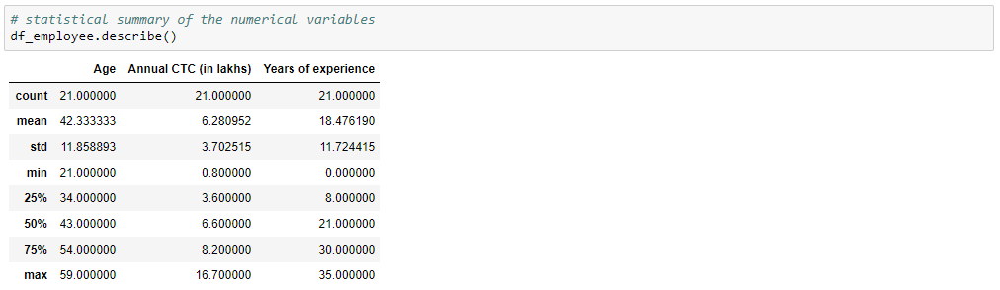 # statistical summary of the numerical variables
df_employee.describe()
Age Annual CTC (in lakhs) Years of experience
count 21.000000 21.000000 21.000000
mean 42.333333 6.280952 18.476190
std 11.858893 3.702515 11.724415
min 21.000000 0.800000 0.000000
25% 34.000000 3.600000 8.000000
50% 43.000000 6.600000 21.000000
75% 54.000000 8.200000 30.000000
max 59.000000 16.700000 35.000000